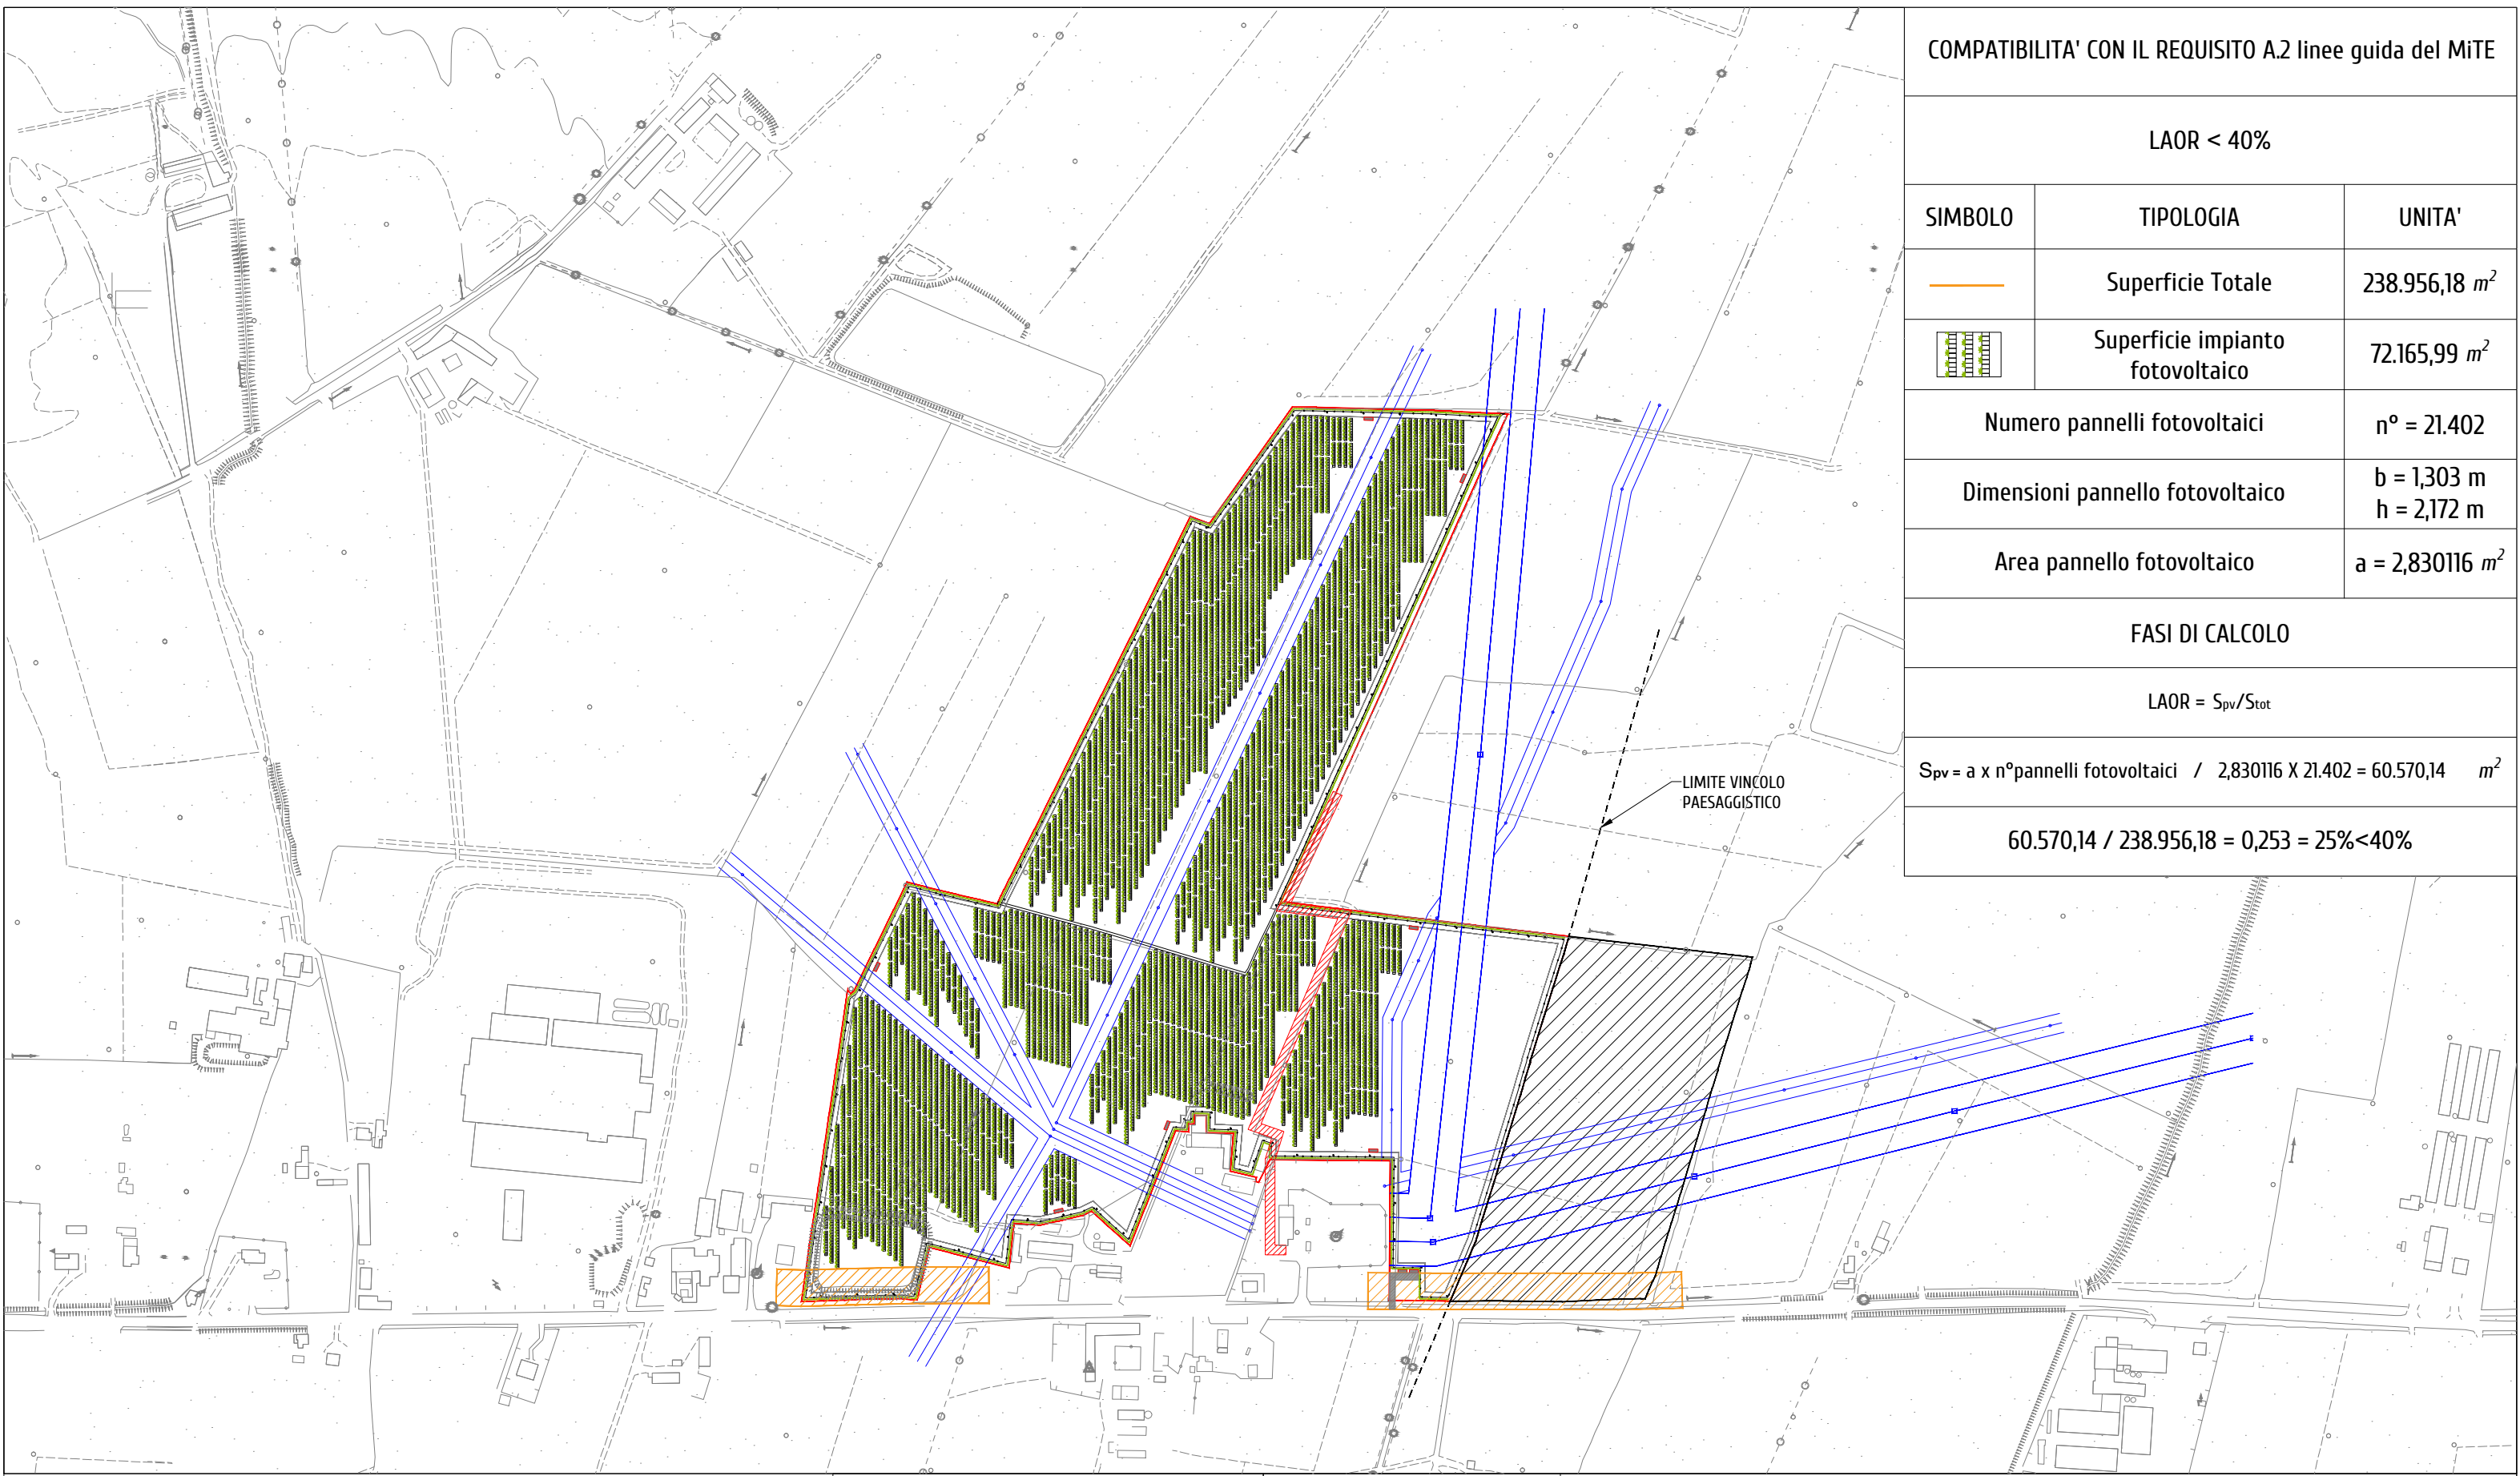 COMPATIBILITA' CON IL REQUISITO A.2 linee guida del MiTE
LAOR < 40%
SIMBOLO TIPOLOGIA UNITA'
Superficie Totale 238.956,18 m²
Superficie impianto
fotovoltaico
72.165,99 m²
Numero pannelli fotovoltaici n° = 21.402
Dimensioni pannello fotovoltaico
b = 1,303 m
h = 2,172 m
Area pannello fotovoltaico a = 2,830116 m²
FASI DI CALCOLO
LAOR = Spv/Stot
Spv = a x n°pannelli fotovoltaici / 2,830116 X 21.402 = 60.570,14 m²
60.570,14 / 238.956,18 = 0,253 = 25%<40%
LIMITE VINCOLO
PAESAGGISTICO